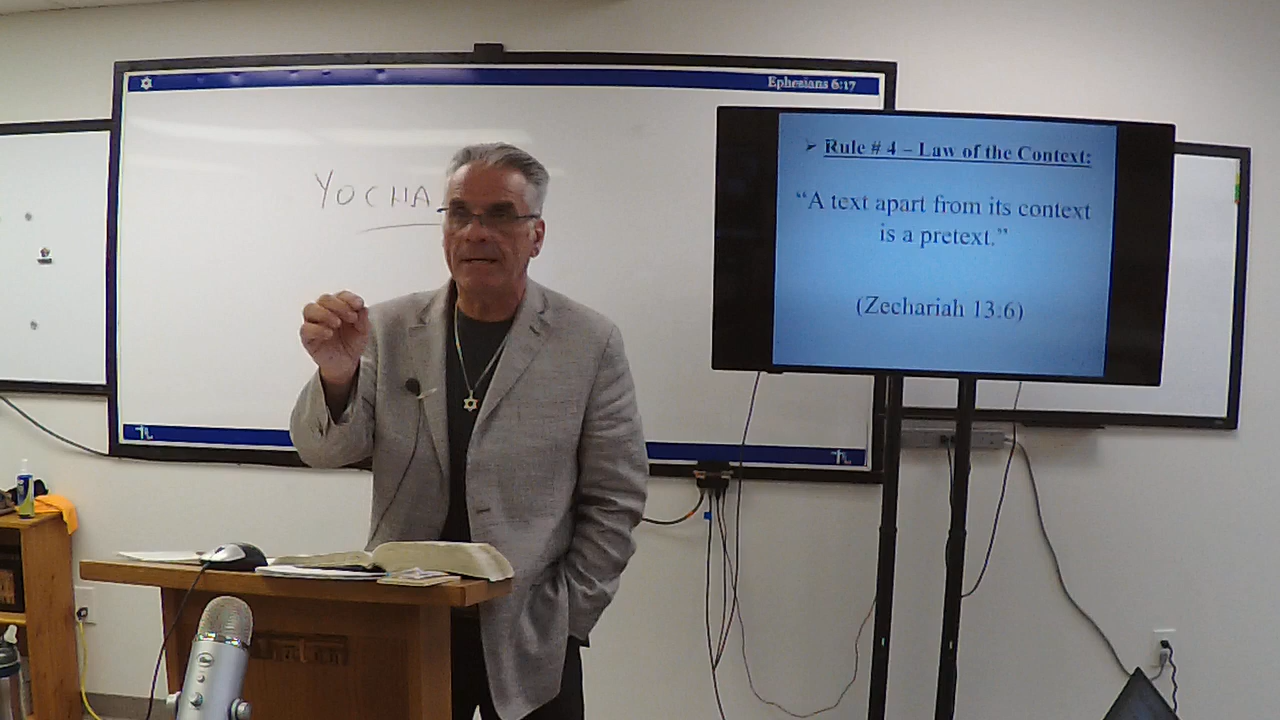 Ephesians 6:17
YOCHA
Rule # 4 – Law of the Context:
“A text apart from its context
is a pretext.”
(Zechariah 13:6)